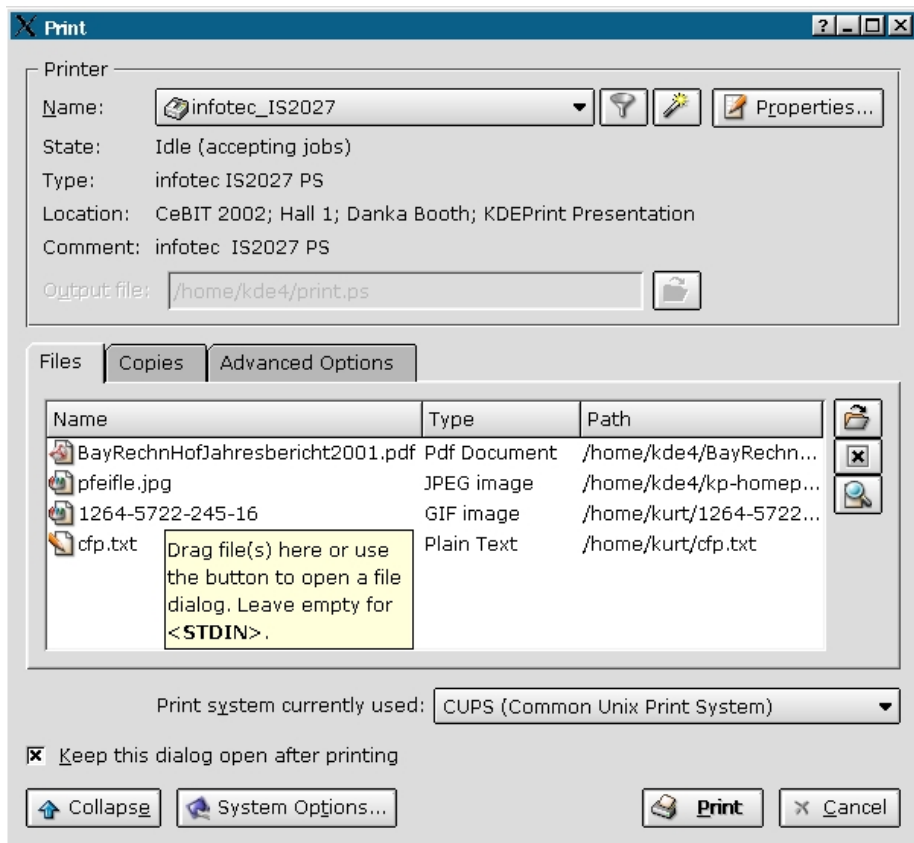 Print
Printer
Name: infotec_IS2027 Properties...
State: Idle (accepting jobs)
Type: infotec IS2027 PS
Location: CeBIT 2002; Hall 1; Danka Booth; KDEPrint Presentation
Comment: infotec IS2027 PS
Output file: /home/kde4/print.ps
Files Copies Advanced Options
Name Type Path
BayRechnHofJahresbericht2001.pdf Pdf Document /home/kde4/BayRechn...
pfeifle.jpg JPEG image /home/kde4/kp-homep...
1264-5722-245-16 GIF image /home/kurt/1264-5722...
cfp.txt Plain Text /home/kurt/cfp.txt
Drag file(s) here or use
the button to open a file
dialog. Leave empty for
<STDIN>.
Print system currently used: CUPS (Common Unix Print System)
Keep this dialog open after printing
Collapse System Options... Print Cancel